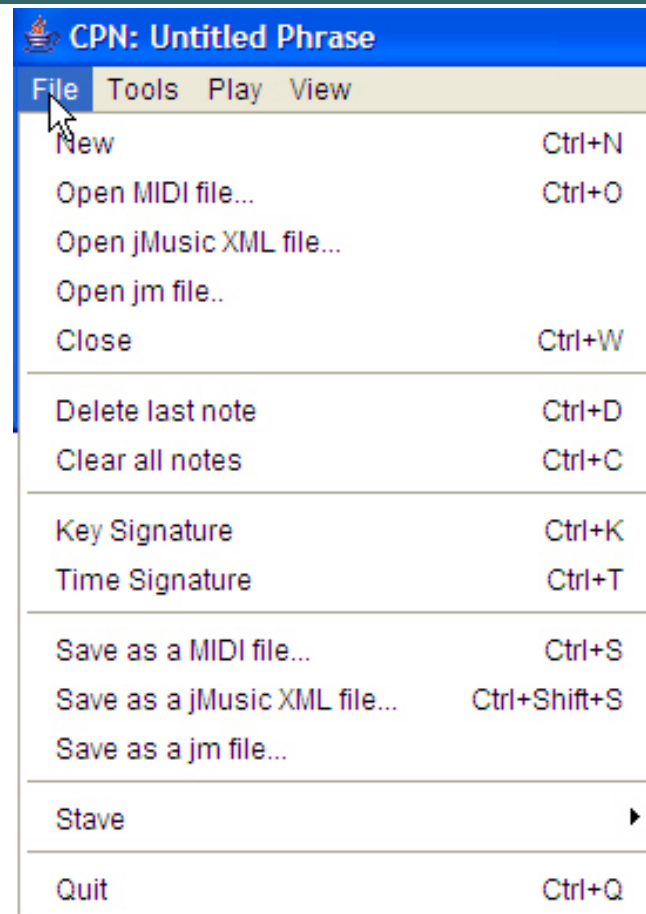 CPN: Untitled Phrase
File Tools Play View
New Ctrl+N
Open MIDI file... Ctrl+O
Open jMusic XML file...
Open jm file..
Close Ctrl+W
Delete last note Ctrl+D
Clear all notes Ctrl+C
Key Signature Ctrl+K
Time Signature Ctrl+T
Save as a MIDI file... Ctrl+S
Save as a jMusic XML file... Ctrl+Shift+S
Save as a jm file...
Stave
Quit Ctrl+Q